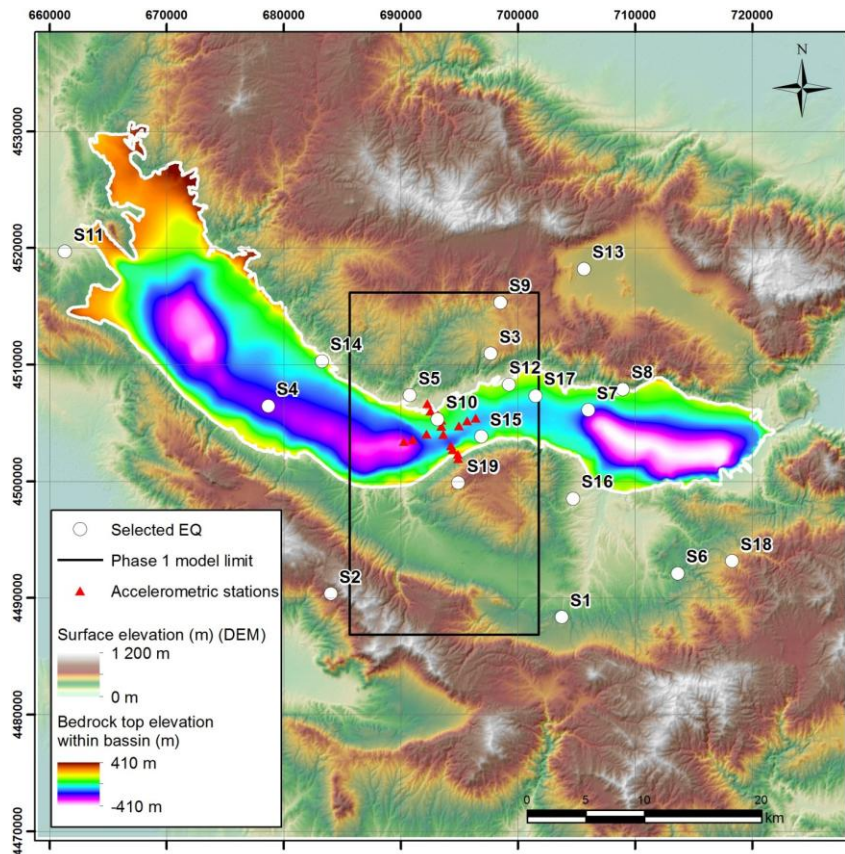 660000 670000 680000 690000 700000 710000 720000
N
4530000
S11
4520000
S13
S9
4510000
S14
S3
S5
S12
S17
S8
S4
S7
S10
S15
4500000
S19
S16
Selected EQ
Phase 1 model limit
Accelerometric stations
S6
S18
S2
4490000
S1
Surface elevation (m) (DEM)
1 200 m
0 m
4480000
Bedrock top elevation
within bassin (m)
410 m
-410 m
0 5 10 20
km
4470000